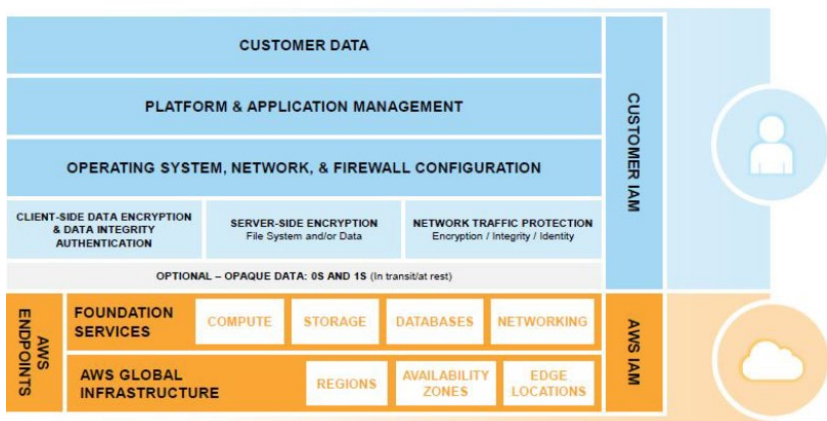 CUSTOMER DATA
PLATFORM & APPLICATION MANAGEMENT
OPERATING SYSTEM, NETWORK, & FIREWALL CONFIGURATION
CLIENT-SIDE DATA ENCRYPTION
& DATA INTEGRITY
AUTHENTICATION
SERVER-SIDE ENCRYPTION
File System and/or Data
NETWORK TRAFFIC PROTECTION
Encryption / Integrity / Identity
OPTIONAL – OPAQUE DATA: 0S AND 1S (In transit/at rest)
CUSTOMER IAM
AWS
ENDPOINTS
FOUNDATION
SERVICES
COMPUTE
STORAGE
DATABASES
NETWORKING
AWS GLOBAL
INFRASTRUCTURE
REGIONS
AVAILABILITY
ZONES
EDGE
LOCATIONS
AWS IAM